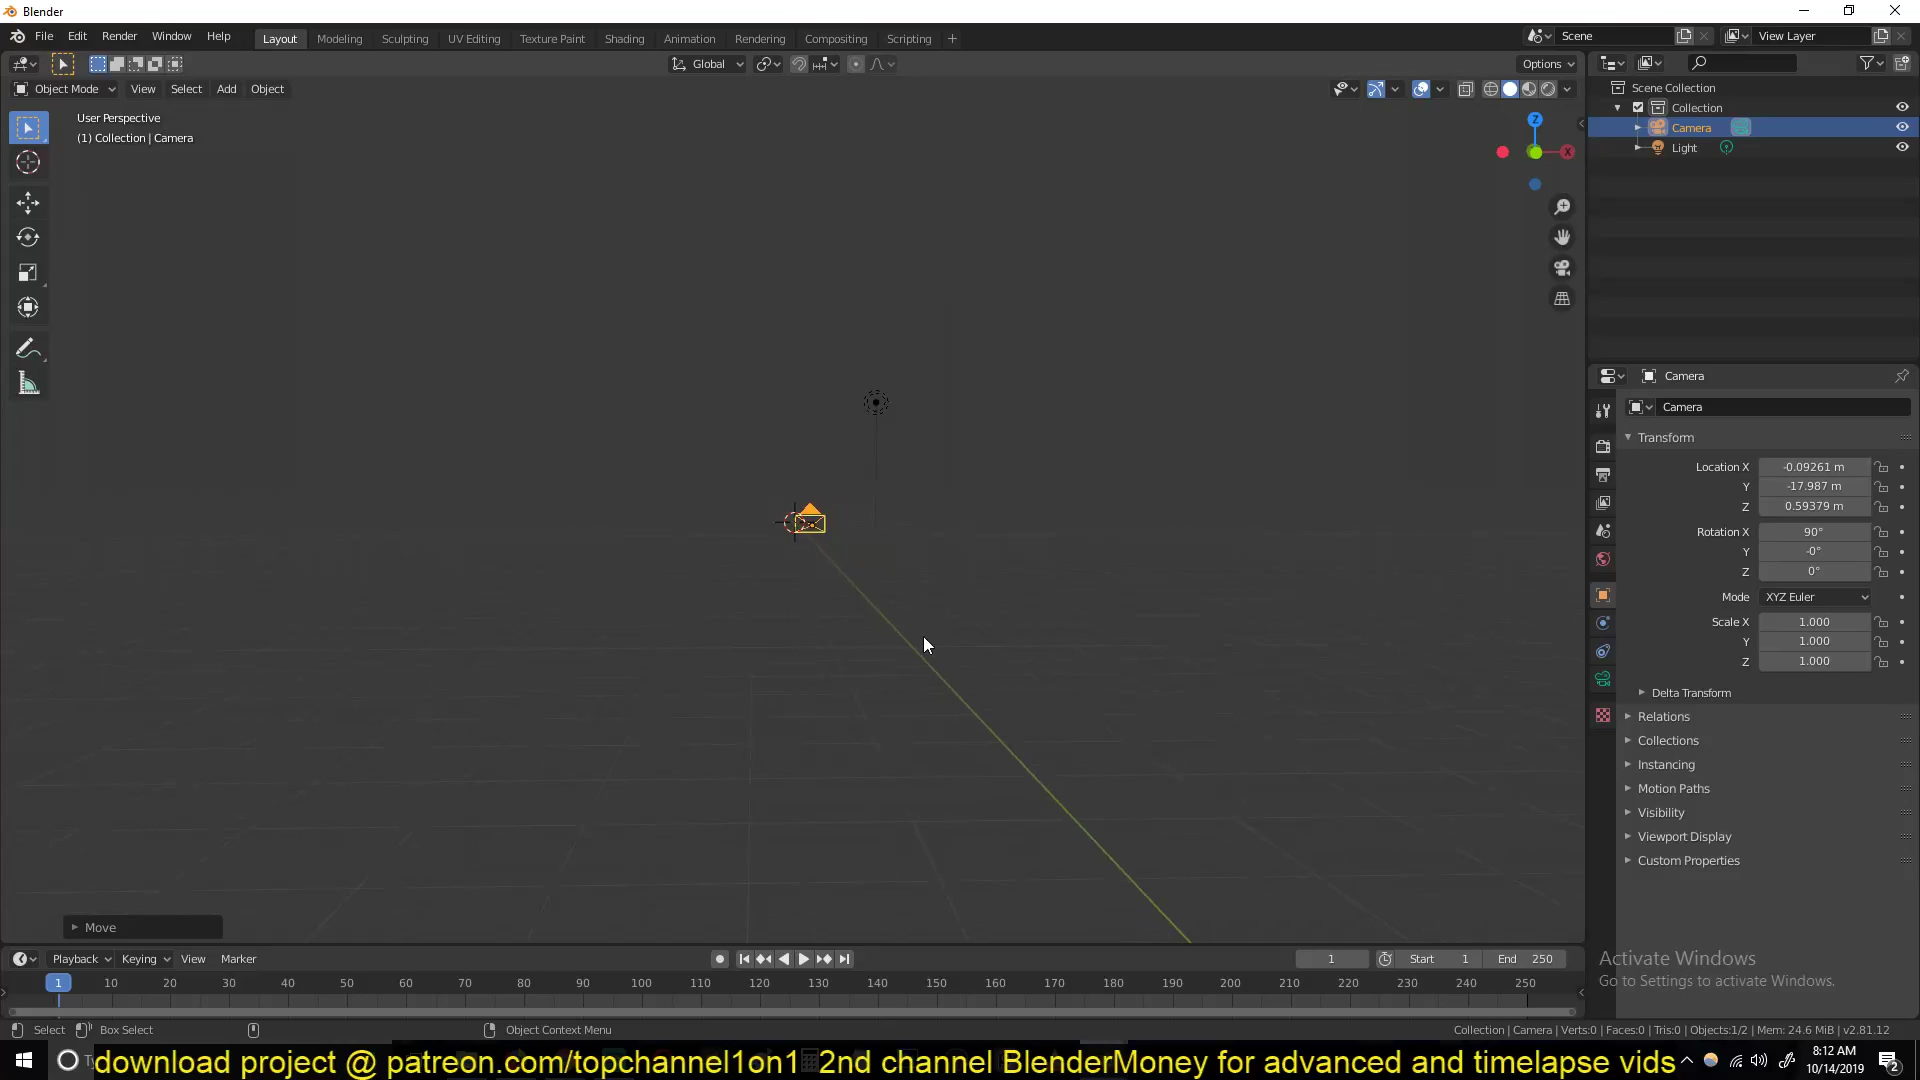 Blender
File Edit Render Window Help
Layout Modeling Sculpting UV Editing Texture Paint Shading Animation Rendering Compositing Scripting
Scene
View Layer
Global
Options
Object Mode View Select Add Object
User Perspective
(1) Collection | Camera
Z
X
Scene Collection
Collection
Camera
Light
Camera
Camera
Transform
Location X -0.09261 m
Y -17.987 m
Z 0.59379 m
Rotation X 90°
Y -0°
Z 0°
Mode XYZ Euler
Scale X 1.000
Y 1.000
Z 1.000
Delta Transform
Relations
Collections
Instancing
Motion Paths
Visibility
Viewport Display
Custom Properties
Move
Playback Keying View Marker
1 Start 1 End 250
1 10 20 30 40 50 60 70 80 90 100 110 120 130 140 150 160 170 180 190 200 210 220 230 240 250
Activate Windows
Go to Settings to activate Windows.
Select Box Select Object Context Menu
Collection | Camera | Verts:0 | Faces:0 | Tris:0 | Objects:1/2 | Mem: 24.6 MiB | v2.81.12
download project @ patreon.com/topchannel1on1 2nd channel BlenderMoney for advanced and timelapse vids
8:12 AM
10/14/2019
2